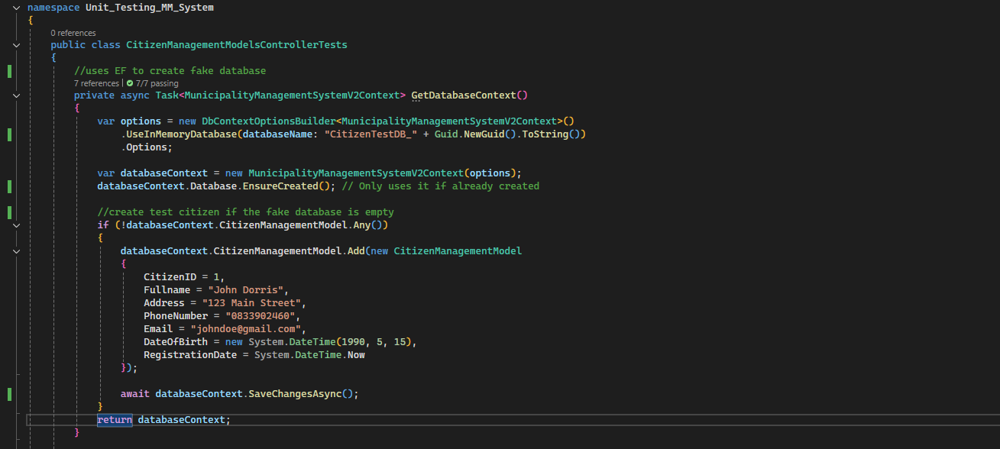 namespace Unit_Testing_MM_System
{
0 references
public class CitizenManagementModelsControllerTests
{
//uses EF to create fake database
7 references | 7/7 passing
private async Task<MunicipalityManagementSystemV2Context> GetDatabaseContext()
{
var options = new DbContextOptionsBuilder<MunicipalityManagementSystemV2Context>()
.UseInMemoryDatabase(databaseName: "CitizenTestDB_" + Guid.NewGuid().ToString())
.Options;
var databaseContext = new MunicipalityManagementSystemV2Context(options);
databaseContext.Database.EnsureCreated(); // Only uses it if already created
//create test citizen if the fake database is empty
if (!databaseContext.CitizenManagementModel.Any())
{
databaseContext.CitizenManagementModel.Add(new CitizenManagementModel
{
CitizenID = 1,
Fullname = "John Dorris",
Address = "123 Main Street",
PhoneNumber = "0833902460",
Email = "johndoe@gmail.com",
DateOfBirth = new System.DateTime(1990, 5, 15),
RegistrationDate = System.DateTime.Now
});
await databaseContext.SaveChangesAsync();
}
return databaseContext;
}